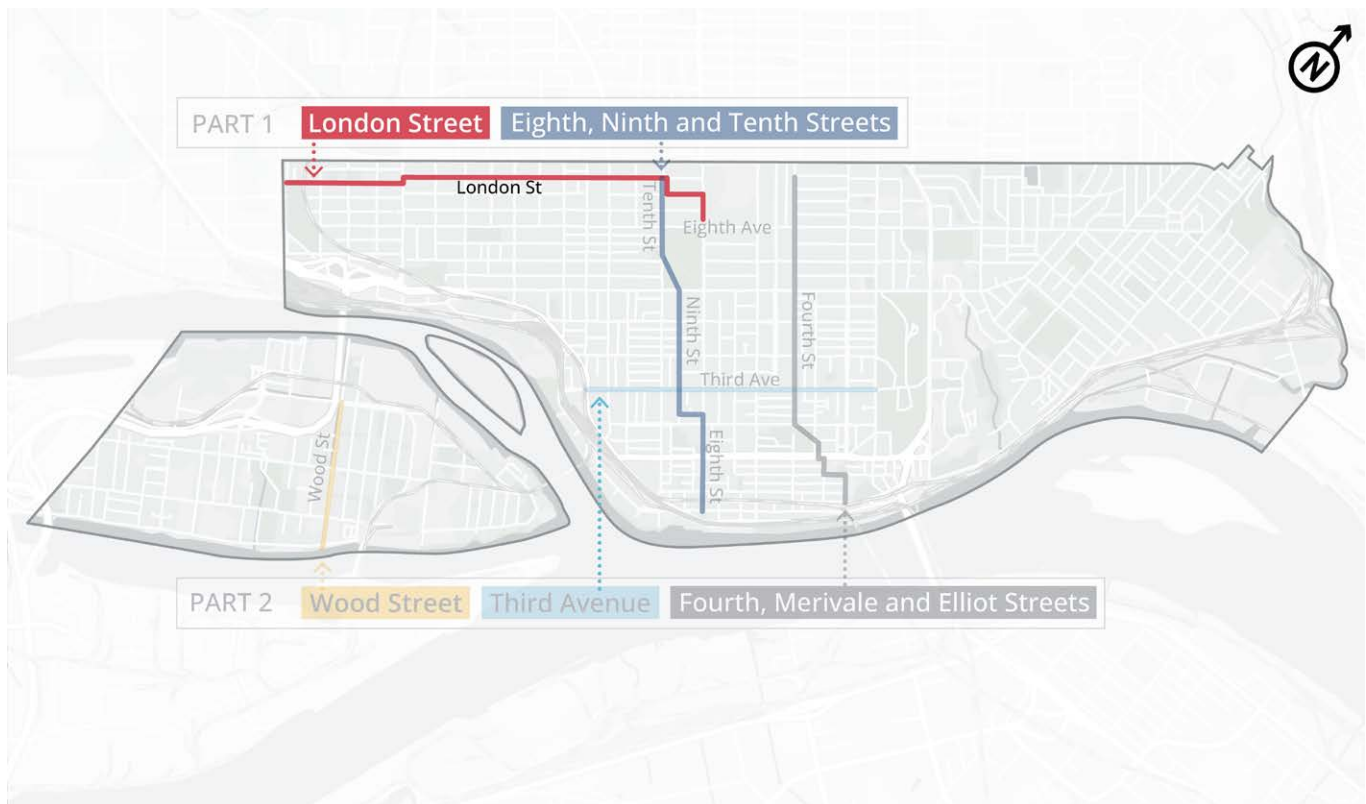 N
PART 1 London Street Eighth, Ninth and Tenth Streets
London St
Tenth St
Eighth Ave
Ninth St
Fourth St
Third Ave
Wood St
Eighth St
PART 2 Wood Street Third Avenue Fourth, Merivale and Elliot Streets